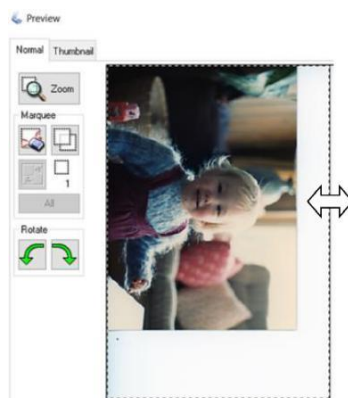 Preview
Normal Thumbnail
Zoom
Marquee
1
All
Rotate